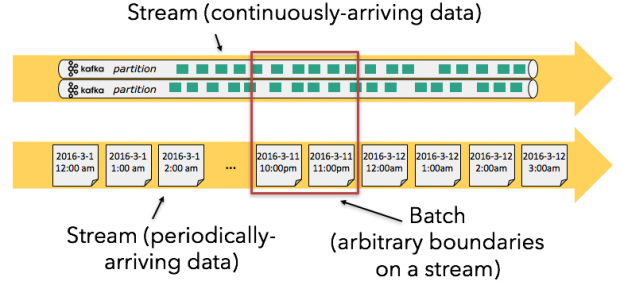 Stream (continuously-arriving data)
kafka partition
kafka partition
2016-3-1
12:00 am
2016-3-1
1:00 am
2016-3-1
2:00 am
...
2016-3-11
10:00pm
2016-3-11
11:00pm
2016-3-12
12:00am
2016-3-12
1:00am
2016-3-12
2:00am
2016-3-12
3:00am
Stream (periodically-
arriving data)
Batch
(arbitrary boundaries
on a stream)